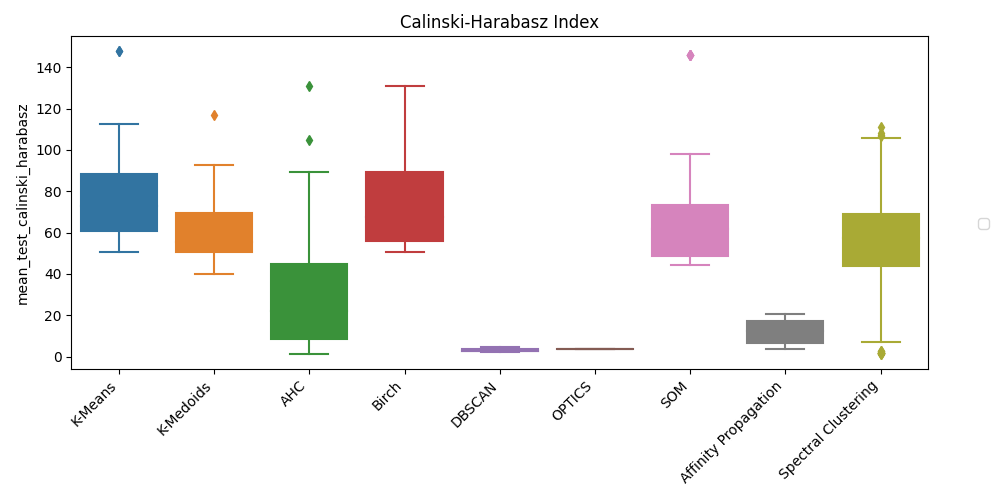 Calinski-Harabasz Index
mean_test_calinski_harabasz
140
120
100
80
60
40
20
0
K-Means
K-Medoids
AHC
Birch
DBSCAN
OPTICS
SOM
Affinity Propagation
Spectral Clustering